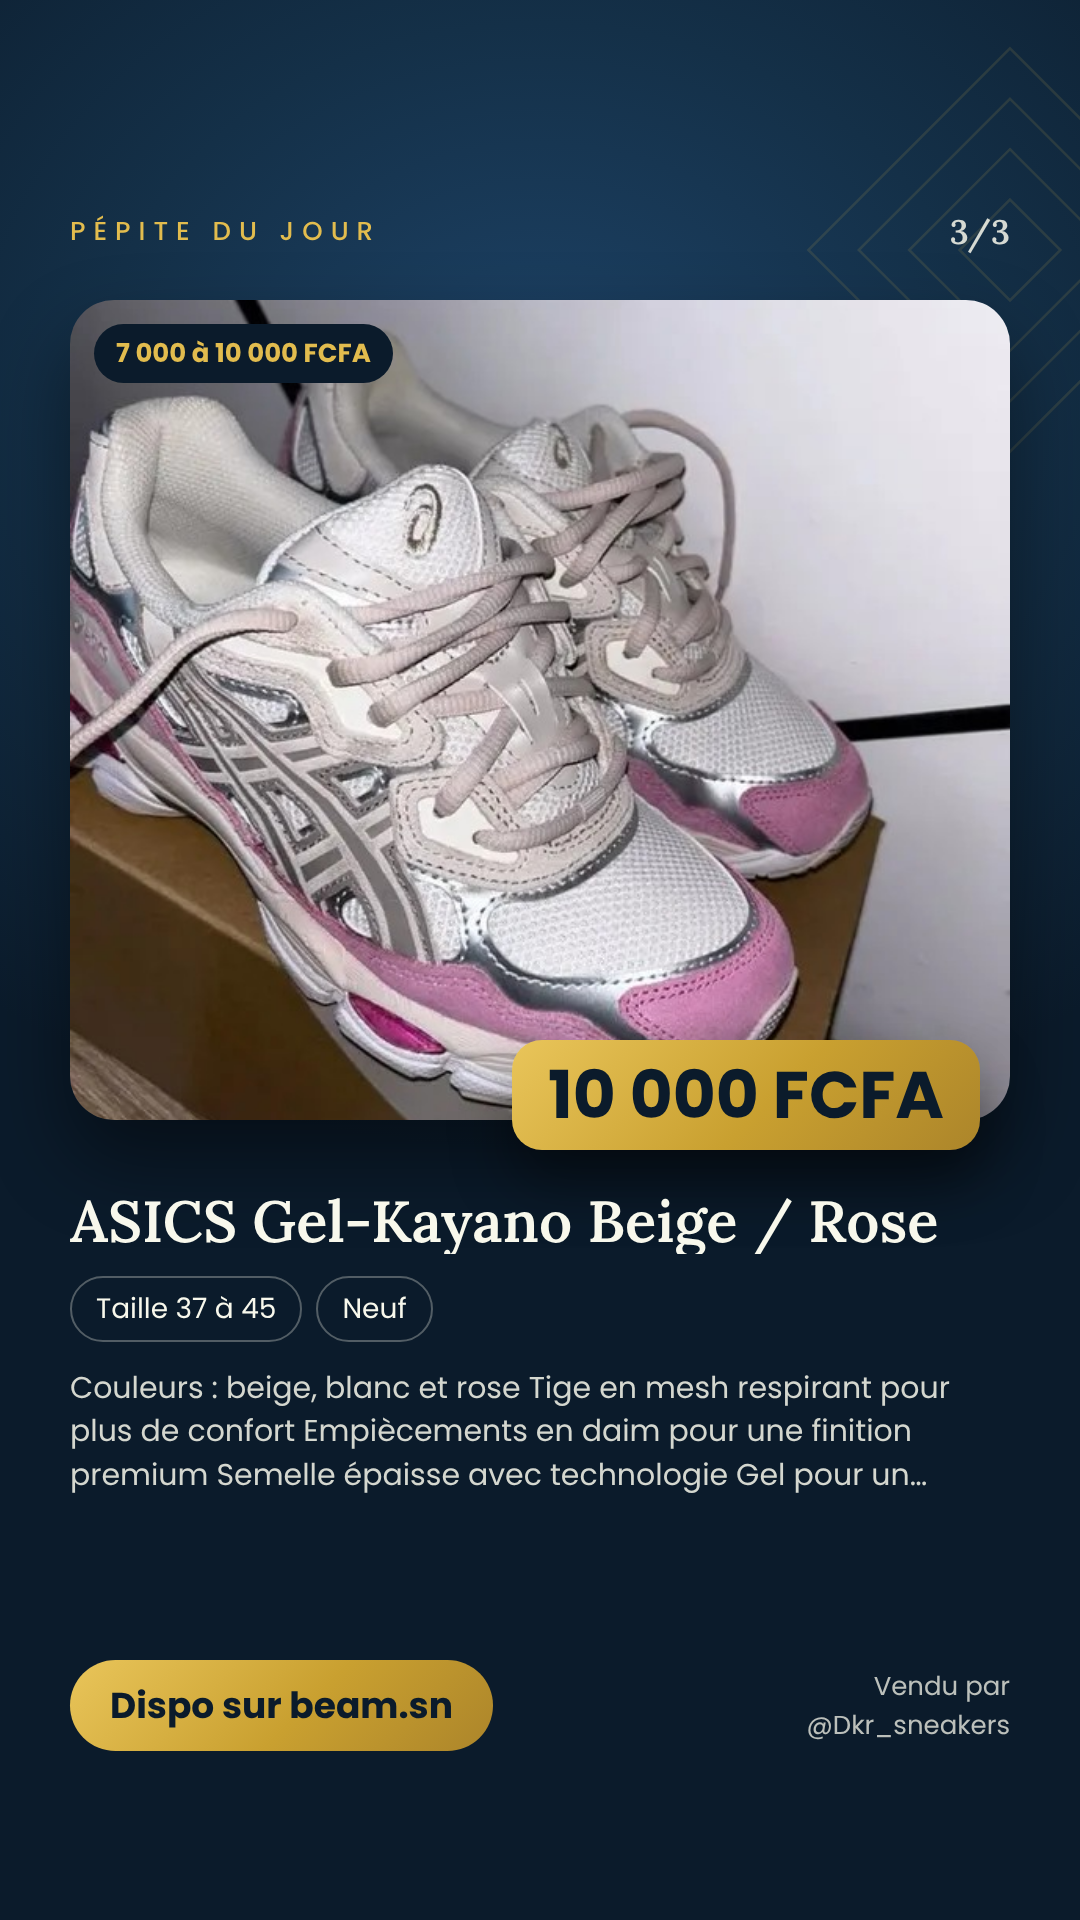 PÉPITE DU JOUR
3/3
7 000 à 10 000 FCFA
10 000 FCFA
ASICS Gel-Kayano Beige / Rose
Taille 37 à 45
Neuf
Couleurs : beige, blanc et rose Tige en mesh respirant pour
plus de confort Empiècements en daim pour une finition
premium Semelle épaisse avec technologie Gel pour un...
Dispo sur beam.sn
Vendu par
@Dkr_sneakers